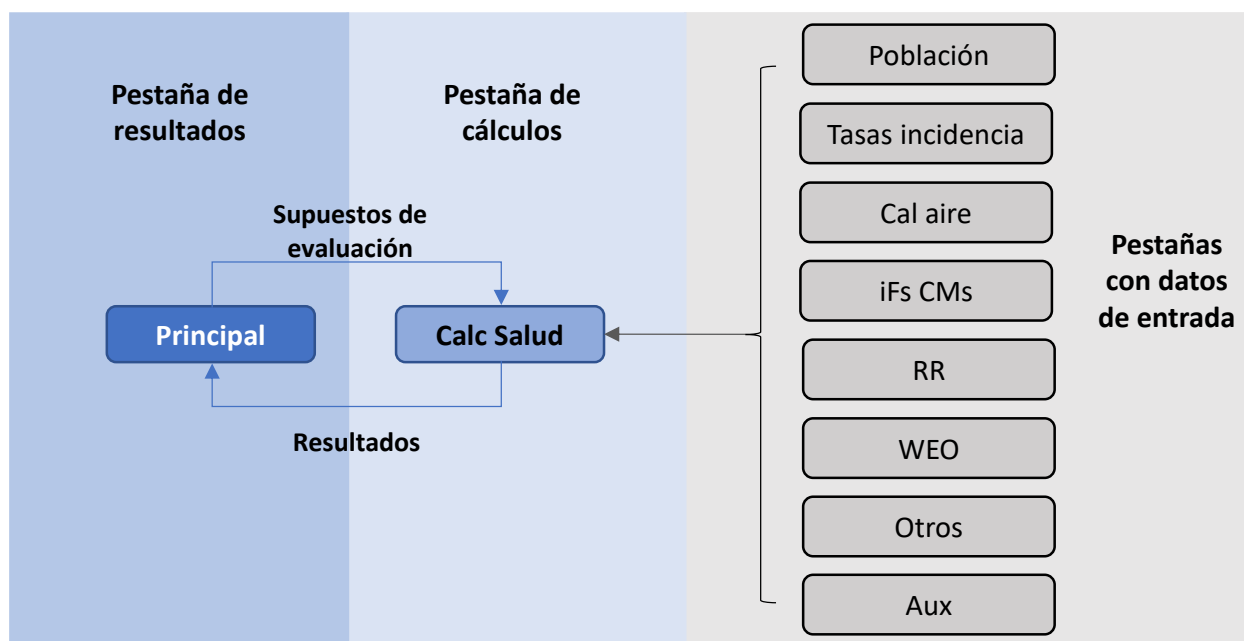 Pestaña de
resultados
Supuestos de
evaluación
Principal
Resultados
Pestaña de
cálculos
Calc Salud
Población
Tasas incidencia
Cal aire
iFs CMs
RR
WEO
Otros
Aux
Pestañas
con datos
de entrada